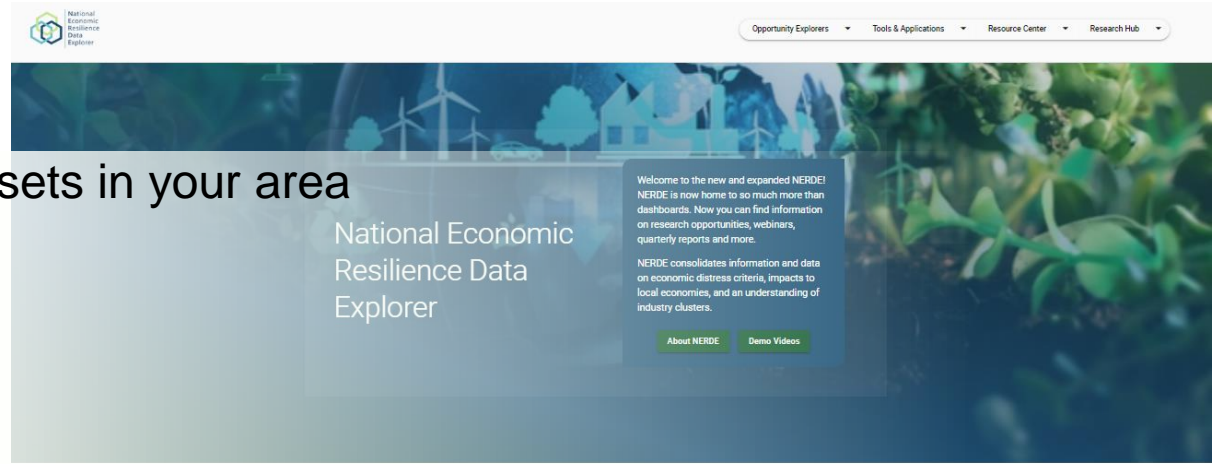 National
Economic
Resilience
Data
Explorer
Opportunity Explorers
Tools & Applications
Resource Center
Research Hub
sets in your area
National Economic
Resilience Data
Explorer
Welcome to the new and expanded NERDE!
NERDE is now home to so much more than
dashboards. Now you can find information
on research opportunities, webinars,
quarterly reports and more.
NERDE consolidates information and data
on economic distress criteria, impacts to
local economies, and an understanding of
industry clusters.
About NERDE
Demo Videos